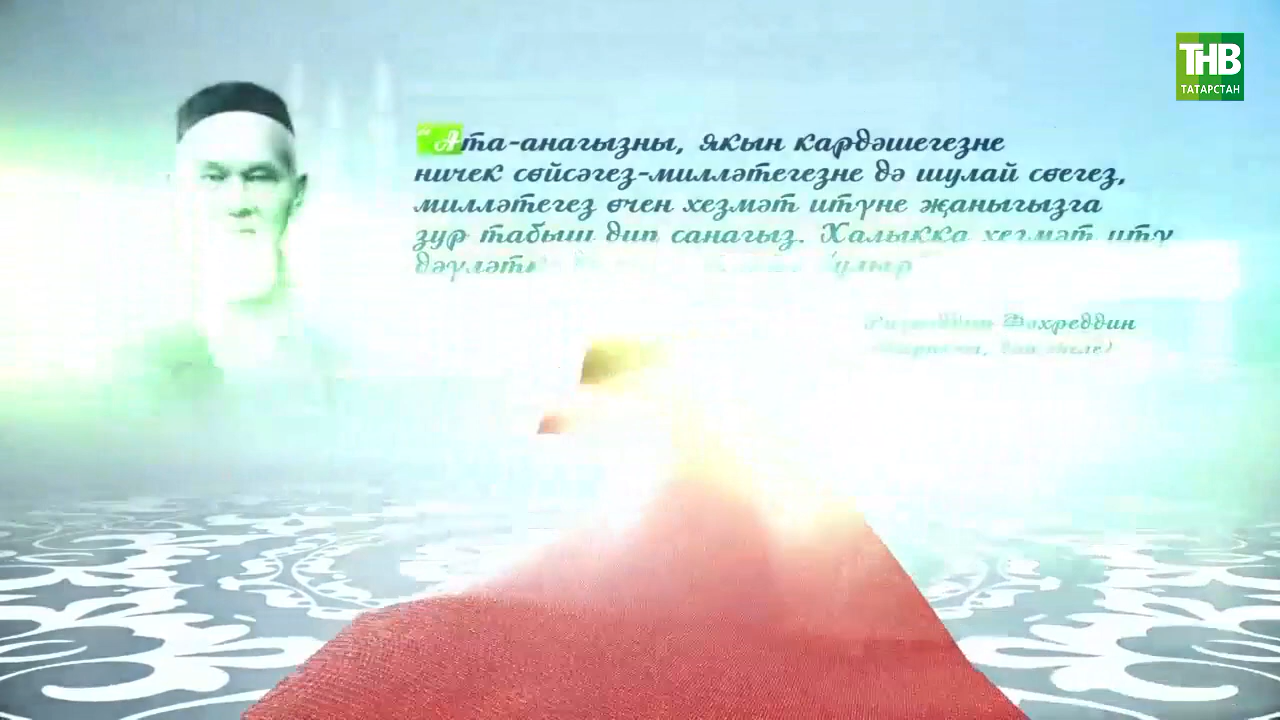 ТНВ
ТАТАРСТАН
"Ата-анагызны, якын кардәшегезне
ничек сөйсәгез-милләтегезне дә шулай сөегез,
милләтегез өчен хезмәт итүне җаныгызга
зур табыш дип санагыз. Халыкка хезмәт итү
Фәхреддин